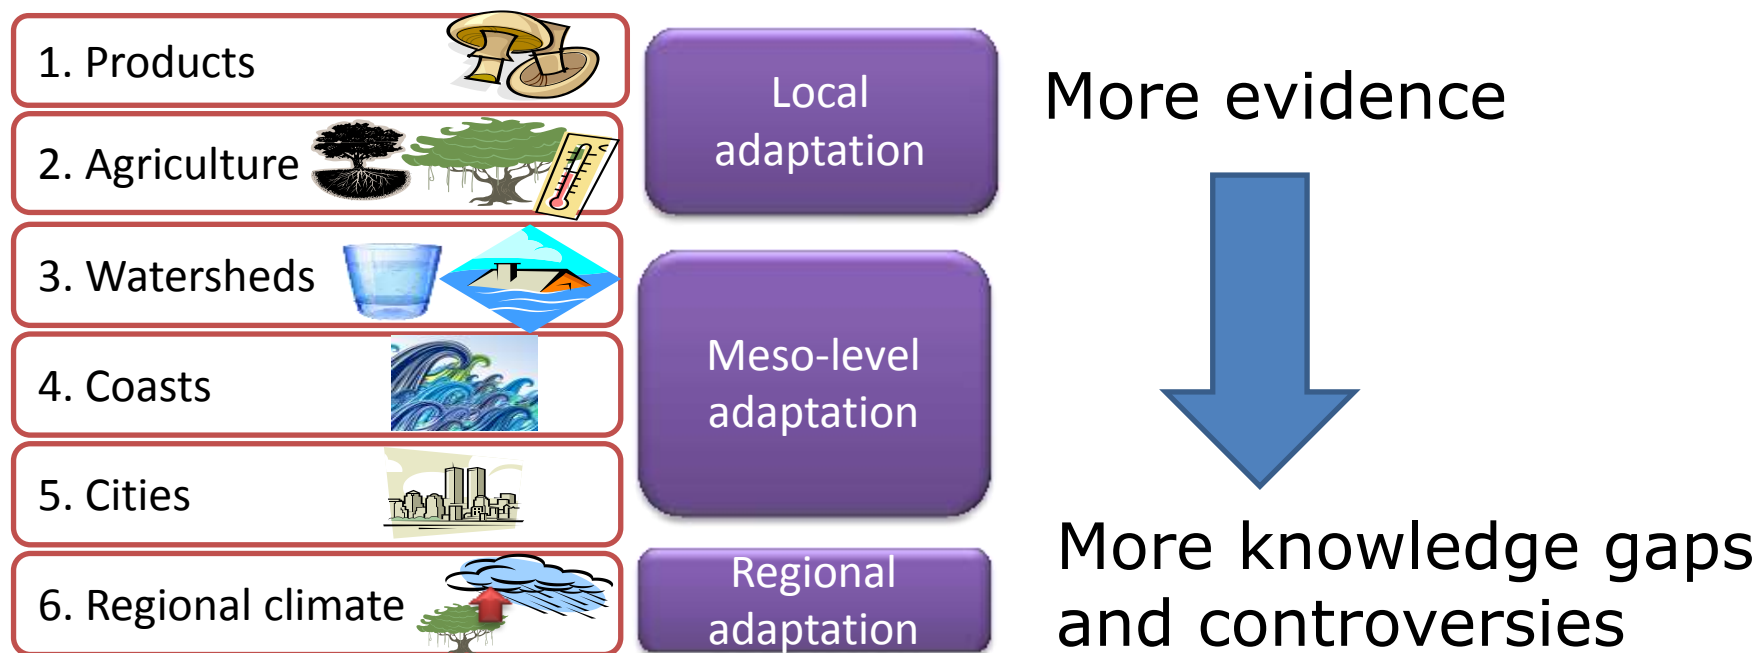 1. Products
2. Agriculture
3. Watersheds
4. Coasts
5. Cities
6. Regional climate
Local
adaptation
Meso-level
adaptation
Regional
adaptation
More evidence
More knowledge gaps
and controversies